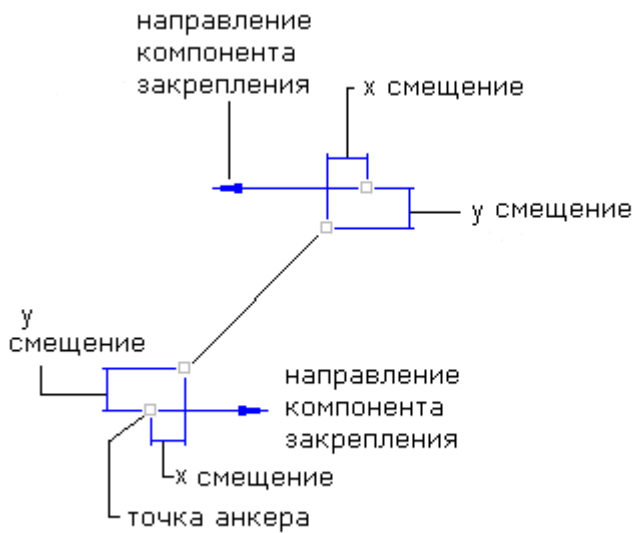 направление
компонента
закрепления
x смещение
y смещение
y
смещение
направление
компонента
закрепления
x смещение
точка анкера